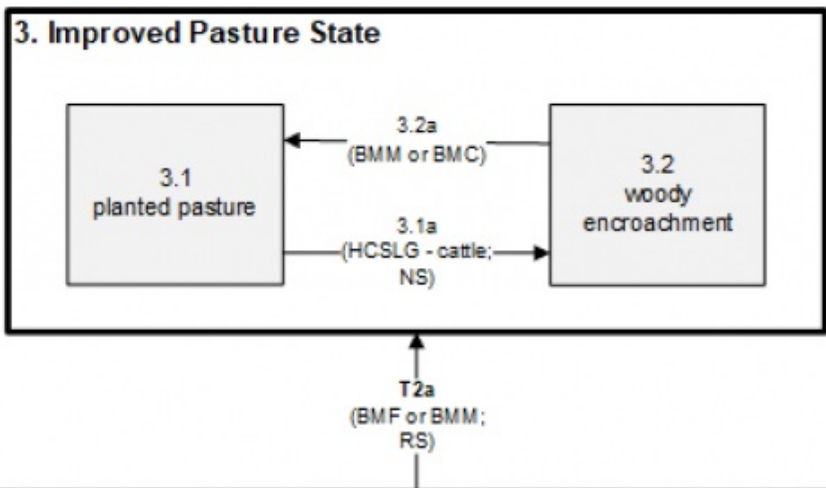 3. Improved Pasture State
3.1
planted pasture
3.2a
(BMM or BMC)
3.1a
(HCSLG - cattle;
NS)
3.2
woody
encroachment
T2a
(BMF or BMM;
RS)